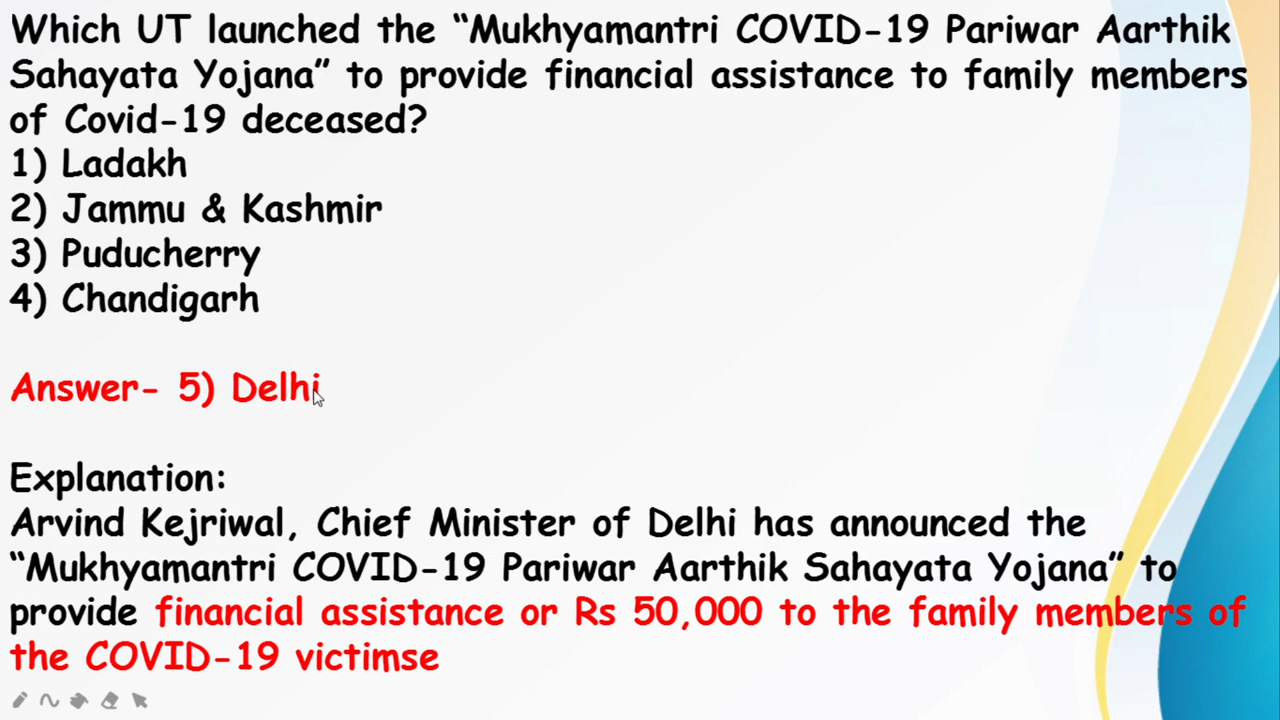 Which UT launched the “Mukhyamantri COVID-19 Pariwar Aarthik
Sahayata Yojana” to provide financial assistance to family members
of Covid-19 deceased?
1) Ladakh
2) Jammu & Kashmir
3) Puducherry
4) Chandigarh
Answer- 5) Delhi
Explanation:
Arvind Kejriwal, Chief Minister of Delhi has announced the
“Mukhyamantri COVID-19 Pariwar Aarthik Sahayata Yojana” to
provide financial assistance or Rs 50,000 to the family members of
the COVID-19 victimse